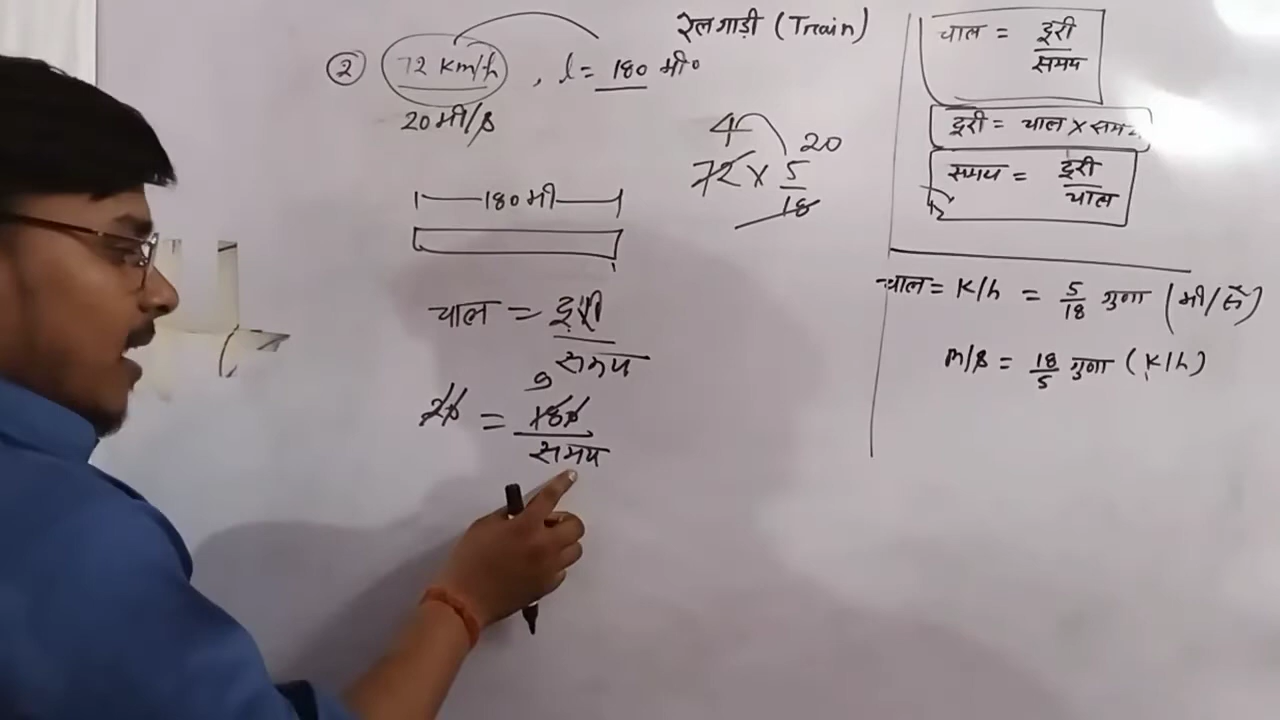 रेलगाड़ी (Train)
② 72 Km/h , l = 180 मी०
20 मी/s
180 मी
चाल = दूरी / समय
9
20 = 180 / समय
4 20
72 × 5/18
चाल = दूरी / समय
दूरी = चाल × समय
समय = दूरी / चाल
चाल = K/h = 5/18 गुणा (मी/से)
m/s = 18/5 गुणा (K/h)